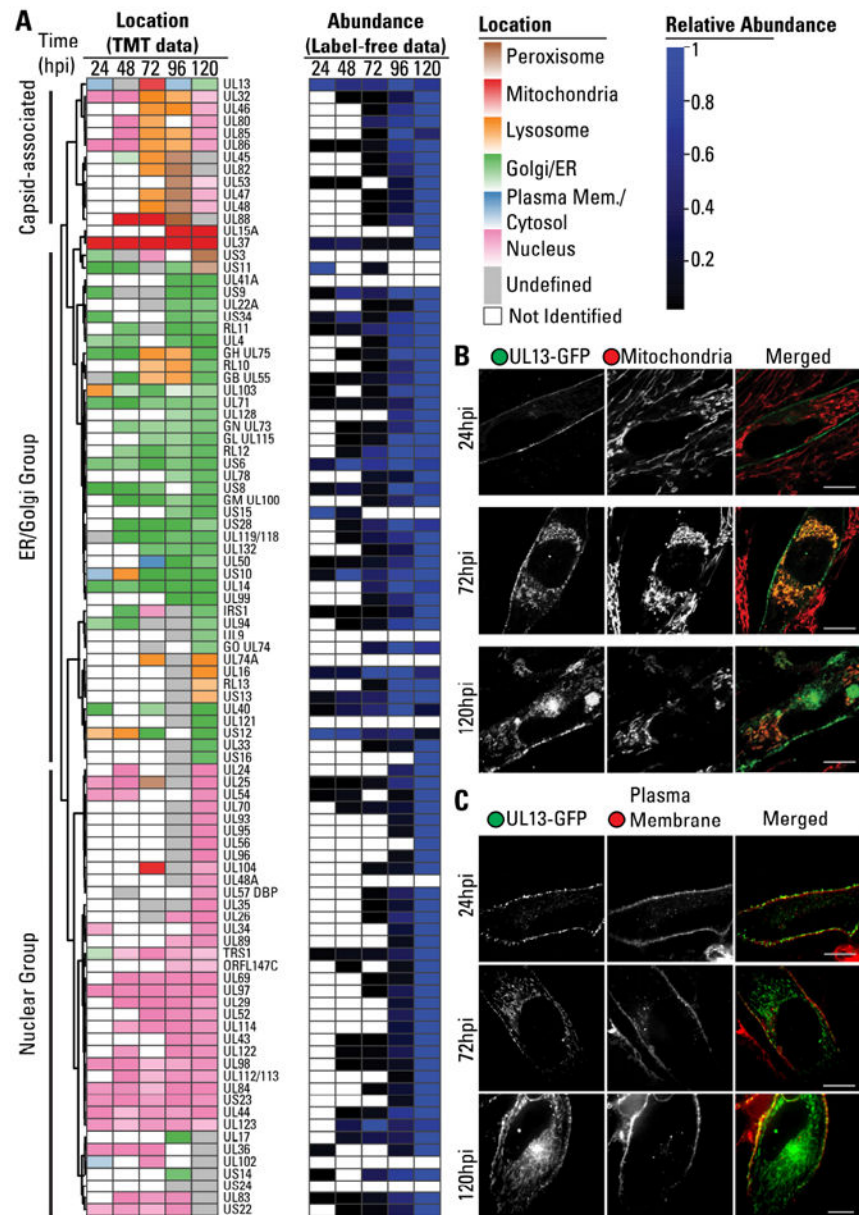 A
Location
(TMT data)
Abundance
(Label-free data)
Time
(hpi)
24 48 72 96 120
24 48 72 96 120
Capsid-associated
ER/Golgi Group
Nuclear Group
UL13
UL32
UL46
UL80
UL85
UL86
UL45
UL82
UL53
UL47
UL48
UL88
UL15A
UL37
US3
US11
UL41A
US9
UL22A
US34
RL11
UL4
GH UL75
RL10
GB UL55
UL103
UL71
UL128
GN UL73
GL UL115
RL12
US6
UL78
US8
GM UL100
US15
US28
UL119/118
UL132
UL50
US10
UL14
UL99
IRS1
UL94
UL9
GO UL74
UL74A
UL16
RL13
US13
UL40
UL121
US12
UL33
US16
UL24
UL25
UL54
UL70
UL93
UL95
UL56
UL96
UL104
UL48A
UL57 DBP
UL35
UL26
UL34
UL89
TRS1
ORFL147C
UL69
UL97
UL29
UL52
UL114
UL43
UL122
UL98
UL112/113
UL84
US23
UL44
UL123
UL17
UL36
UL102
US14
US24
UL83
US22
Location
Peroxisome
Mitochondria
Lysosome
Golgi/ER
Plasma Mem./
Cytosol
Nucleus
Undefined
Not Identified
Relative Abundance
1
0.8
0.6
0.4
0.2
B
UL13-GFP Mitochondria Merged
24hpi
72hpi
120hpi
C
UL13-GFP Plasma
Membrane Merged
24hpi
72hpi
120hpi